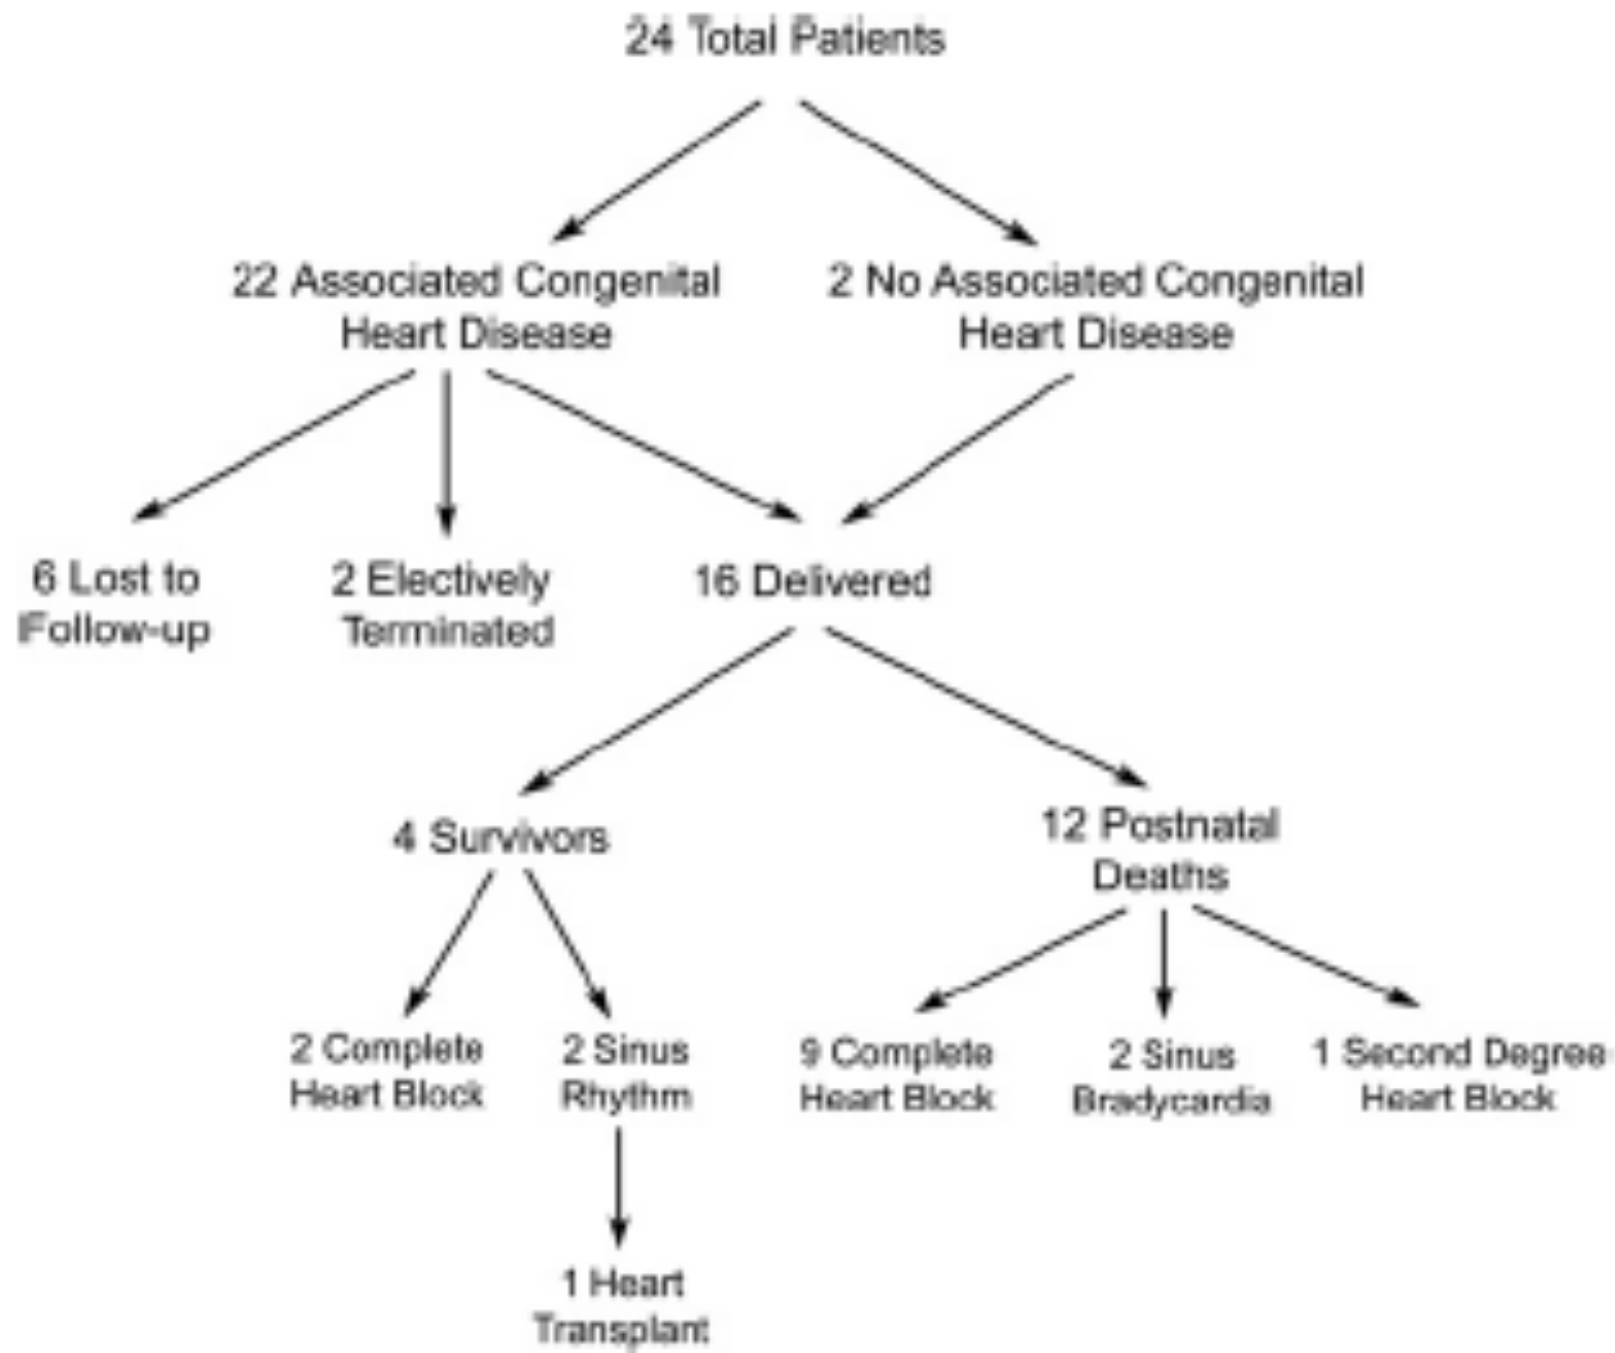 24 Total Patients
22 Associated Congenital
Heart Disease
2 No Associated Congenital
Heart Disease
6 Lost to
Follow-up
2 Electively
Terminated
16 Delivered
4 Survivors
12 Postnatal
Deaths
2 Complete
Heart Block
2 Sinus
Rhythm
9 Complete
Heart Block
2 Sinus
Bradycardia
1 Second Degree
Heart Block
1 Heart
Transplant